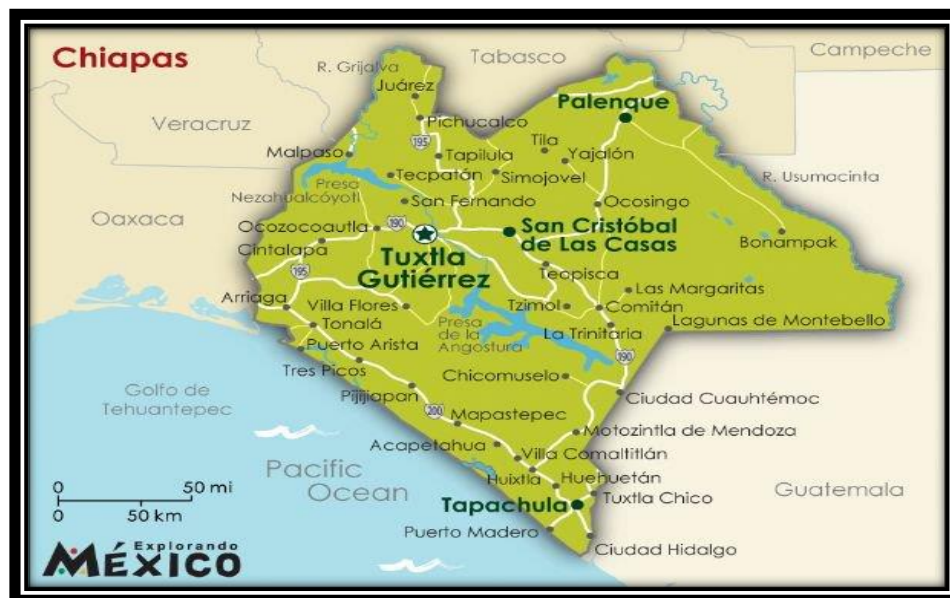 Chiapas
R. Grijalva
Tabasco
Campeche
Juárez
Palenque
Veracruz
Pichucalco
195
Tila
Malpaso
Tapilula
Yajalón
Tecpatán
Simojovel
R. Usumacinta
Presa
Nezahualcóyotl
San Fernando
Ocosingo
Oaxaca
Ocozocoautla
190
San Cristóbal
de Las Casas
Bonampak
Cintalapa
Tuxtla
Gutiérrez
195
Teopisca
Las Margaritas
Arriaga
Villa Flores
Tzimol
Comitán
Tonalá
Presa
de la
Angostura
La Trinitaria
Lagunas de Montebello
Puerto Arista
190
Tres Picos
Chicomuselo
Golfo de
Tehuantepec
Pijijiapan
Ciudad Cuauhtémoc
200
Mapastepec
Motozintla de Mendoza
Acapetahua
Villa Comaltitlán
Pacific
Ocean
Huixtla
Huehuetán
Guatemala
0
50 mi
Tuxtla Chico
0
50 km
Tapachula
Puerto Madero
Ciudad Hidalgo
Explorando
MÉXICO